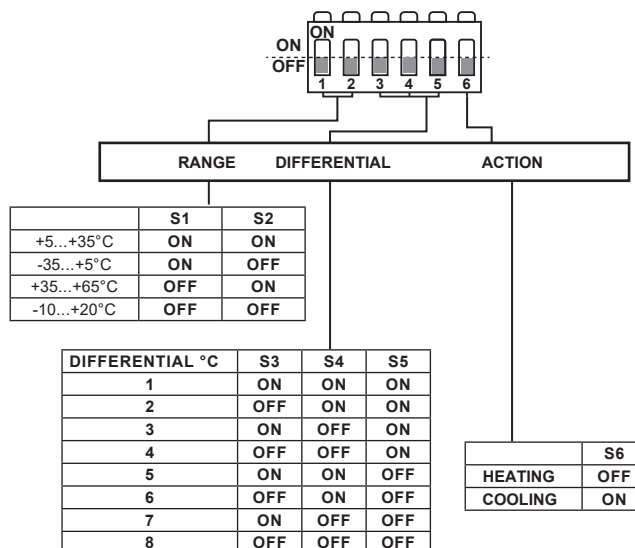 ON
ON
OFF
1 2 3 4 5 6
RANGE DIFFERENTIAL ACTION
S1 S2
+5...+35°C ON ON
-35...+5°C ON OFF
+35...+65°C OFF ON
-10...+20°C OFF OFF
DIFFERENTIAL °C S3 S4 S5
1 ON ON ON
2 OFF ON ON
3 ON OFF ON
4 OFF OFF ON
5 ON ON OFF
6 OFF ON OFF
7 ON OFF OFF
8 OFF OFF OFF
S6
HEATING OFF
COOLING ON